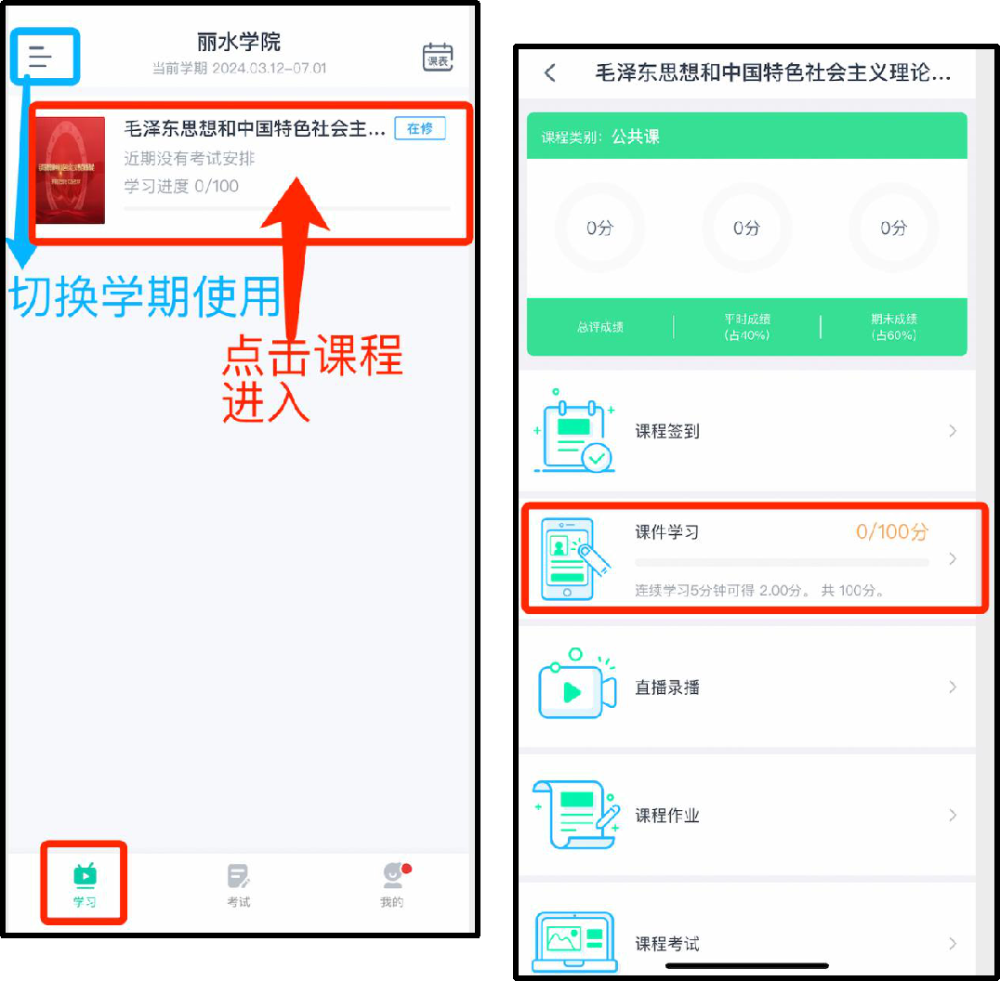 丽水学院
当前学期 2024.03.12-07.01
课表
毛泽东思想和中国特色社会主...
在修
近期没有考试安排
学习进度 0/100
切换学期使用
点击课程
进入
学习
考试
我的
毛泽东思想和中国特色社会主义理论...
课程类别：公共课
0分
0分
0分
总评成绩
平时成绩
(占40%)
期末成绩
(占60%)
课程签到
课件学习
0/100分
连续学习5分钟可得 2.00分。 共 100分。
直播录播
课程作业
课程考试